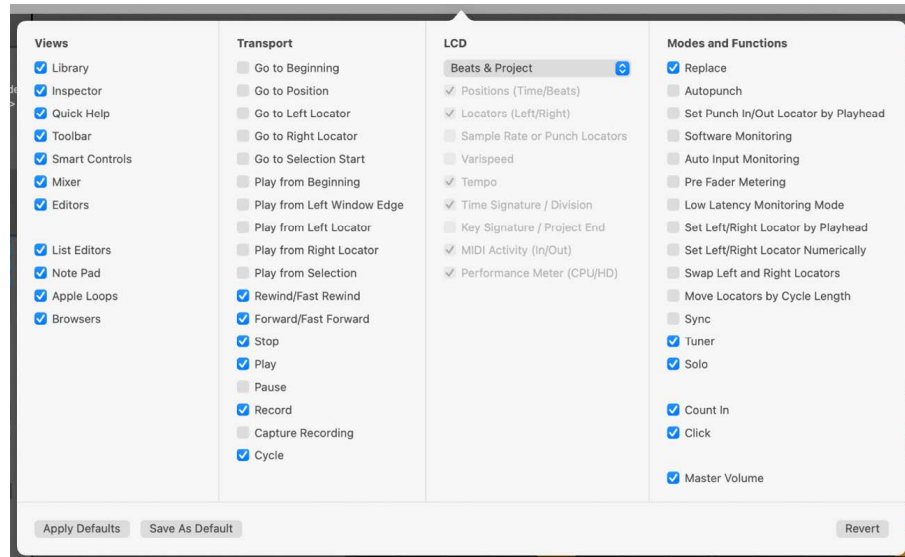 Views
Library
Inspector
Quick Help
Toolbar
Smart Controls
Mixer
Editors
List Editors
Note Pad
Apple Loops
Browsers
Transport
Go to Beginning
Go to Position
Go to Left Locator
Go to Right Locator
Go to Selection Start
Play from Beginning
Play from Left Window Edge
Play from Left Locator
Play from Right Locator
Play from Selection
Rewind/Fast Rewind
Forward/Fast Forward
Stop
Play
Pause
Record
Capture Recording
Cycle
LCD
Beats & Project
Positions (Time/Beats)
Locators (Left/Right)
Sample Rate or Punch Locators
Varispeed
Tempo
Time Signature / Division
Key Signature / Project End
MIDI Activity (In/Out)
Performance Meter (CPU/HD)
Modes and Functions
Replace
Autopunch
Set Punch In/Out Locator by Playhead
Software Monitoring
Auto Input Monitoring
Pre Fader Metering
Low Latency Monitoring Mode
Set Left/Right Locator by Playhead
Set Left/Right Locator Numerically
Swap Left and Right Locators
Move Locators by Cycle Length
Sync
Tuner
Solo
Count In
Click
Master Volume
Apply Defaults
Save As Default
Revert